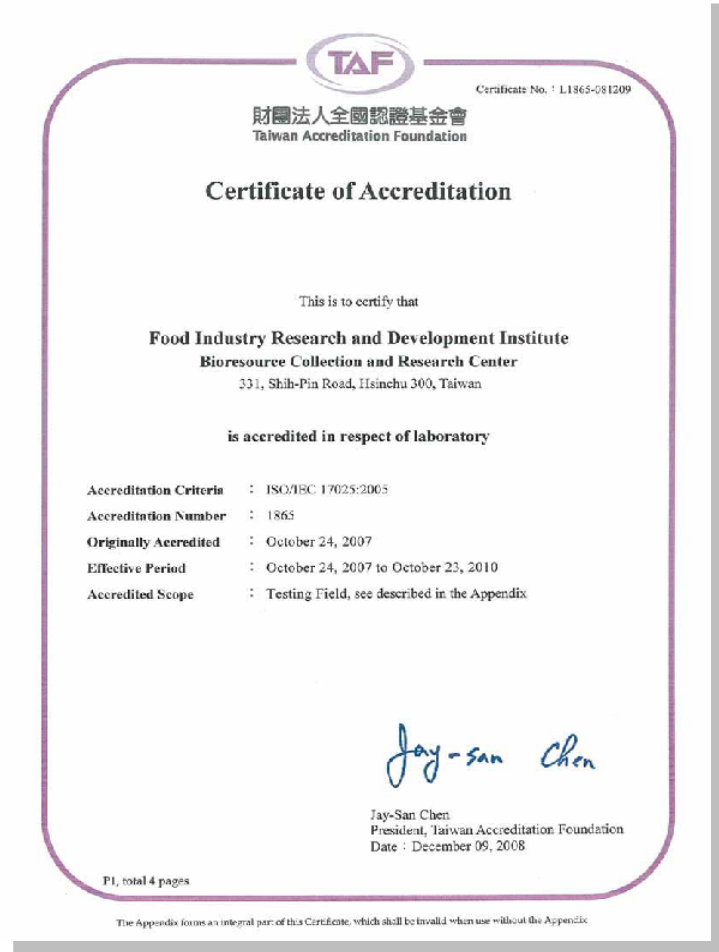 TAF
Certificate No. : L1865-081209
財團法人全國認證基金會
Taiwan Accreditation Foundation
Certificate of Accreditation
This is to certify that
Food Industry Research and Development Institute
Bioresource Collection and Research Center
331, Shih-Pin Road, Hsinchu 300, Taiwan
is accredited in respect of laboratory
Accreditation Criteria : ISO/IEC 17025:2005
Accreditation Number : 1865
Originally Accredited : October 24, 2007
Effective Period : October 24, 2007 to October 23, 2010
Accredited Scope : Testing Field, see described in the Appendix
Jay-san Chen
Jay-San Chen
President, Taiwan Accreditation Foundation
Date : December 09, 2008
P1, total 4 pages
The Appendix forms an integral part of this Certificate, which shall be invalid when use without the Appendix